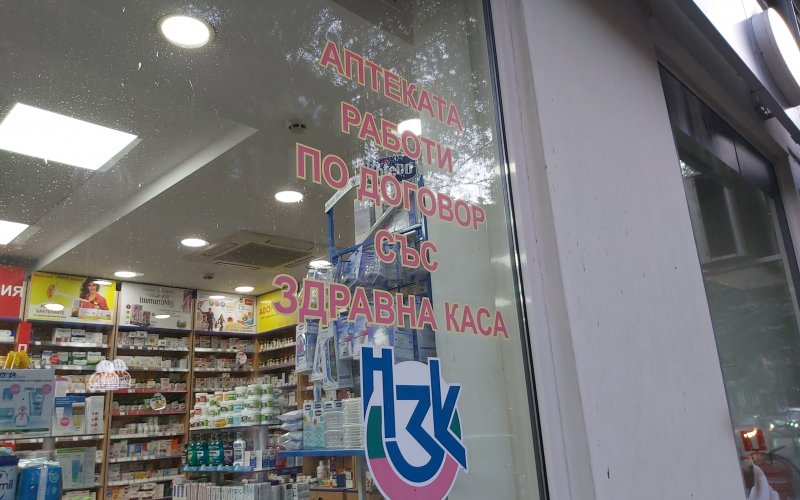 АПТЕКАТА
РАБОТИ
ПО ДОГОВОР
СЪС
ЗДРАВНА КАСА
НЗК